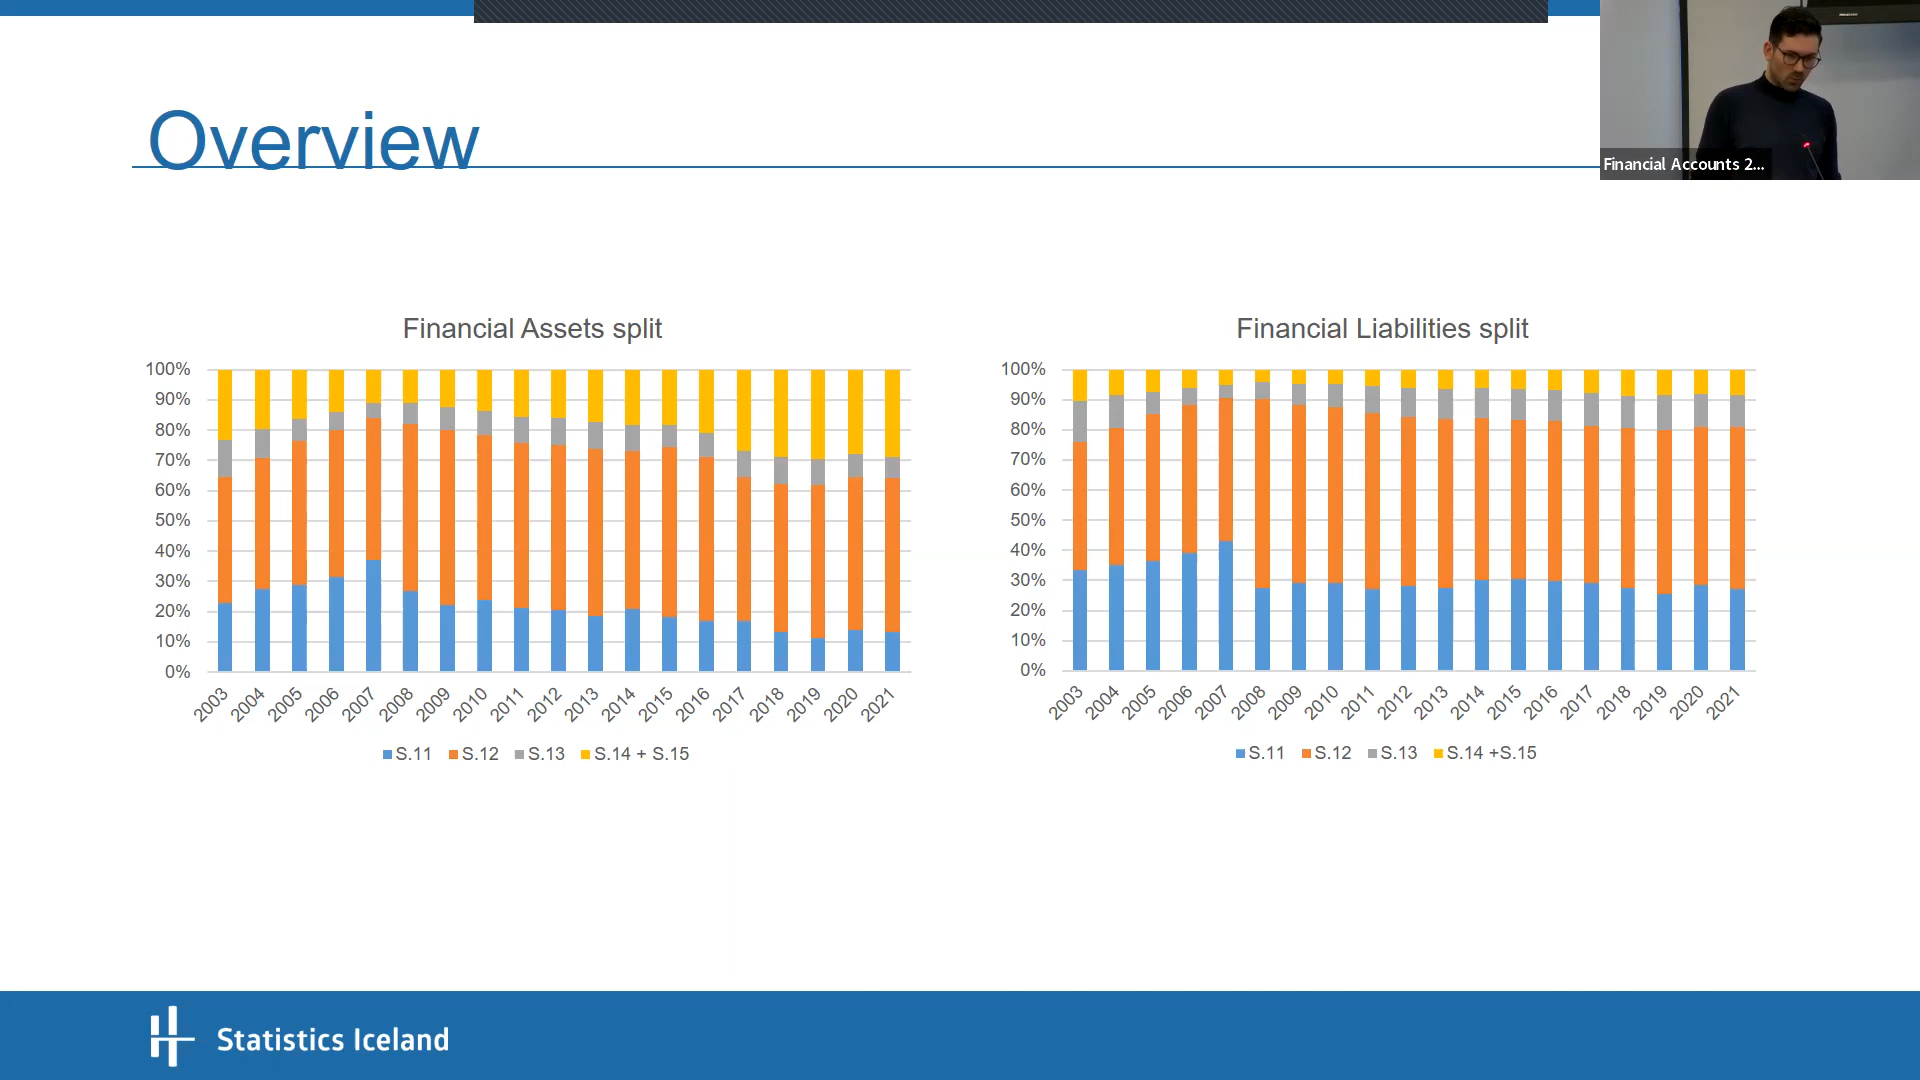 Overview
Financial Accounts 2...
Financial Assets split
100%
90%
80%
70%
60%
50%
40%
30%
20%
10%
0%
2003 2004 2005 2006 2007 2008 2009 2010 2011 2012 2013 2014 2015 2016 2017 2018 2019 2020 2021
S.11 S.12 S.13 S.14 + S.15
Financial Liabilities split
100%
90%
80%
70%
60%
50%
40%
30%
20%
10%
0%
2003 2004 2005 2006 2007 2008 2009 2010 2011 2012 2013 2014 2015 2016 2017 2018 2019 2020 2021
S.11 S.12 S.13 S.14 +S.15
Statistics Iceland